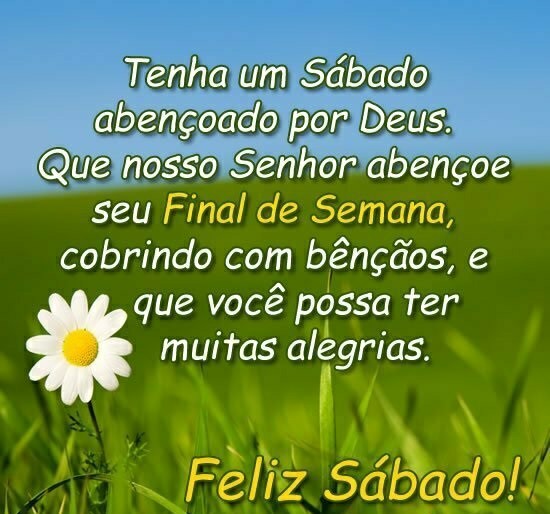 Tenha um Sábado
abençoado por Deus.
Que nosso Senhor abençoe
seu Final de Semana,
cobrindo com bênçãos, e
que você possa ter
muitas alegrias.
Feliz Sábado!